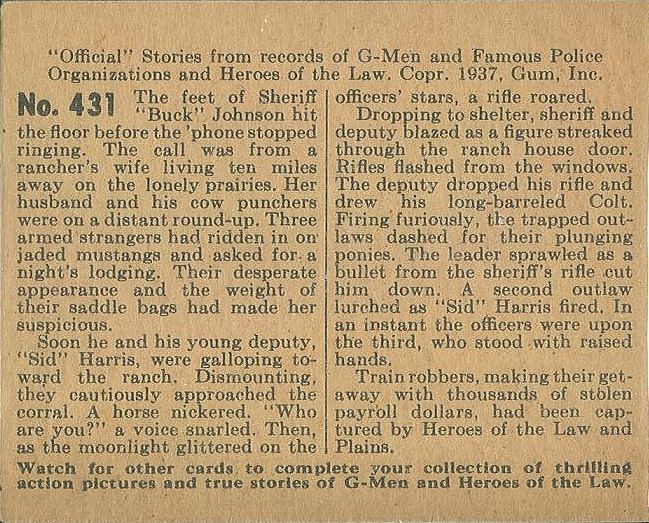 "Official" Stories from records of G-Men and Famous Police
Organizations and Heroes of the Law. Copr. 1937, Gum, Inc.
No. 431 The feet of Sheriff
"Buck" Johnson hit
the floor before the 'phone stopped
ringing. The call was from a
rancher's wife living ten miles
away on the lonely prairies. Her
husband and his cow punchers
were on a distant round-up. Three
armed strangers had ridden in on
jaded mustangs and asked for a
night's lodging. Their desperate
appearance and the weight of
their saddle bags had made her
suspicious.
Soon he and his young deputy,
"Sid" Harris, were galloping to-
ward the ranch. Dismounting,
they cautiously approached the
corral. A horse nickered. "Who
are you?" a voice snarled. Then,
as the moonlight glittered on the
officers' stars, a rifle roared.
Dropping to shelter, sheriff and
deputy blazed as a figure streaked
through the ranch house door.
Rifles flashed from the windows.
The deputy dropped his rifle and
drew his long-barreled Colt.
Firing furiously, the trapped out-
laws dashed for their plunging
ponies. The leader sprawled as a
bullet from the sheriff's rifle cut
him down. A second outlaw
lurched as "Sid" Harris fired. In
an instant the officers were upon
the third, who stood with raised
hands.
Train robbers, making their get-
away with thousands of stolen
payroll dollars, had been cap-
tured by Heroes of the Law and
Plains.
Watch for other cards to complete your collection of thrilling
action pictures and true stories of G-Men and Heroes of the Law.